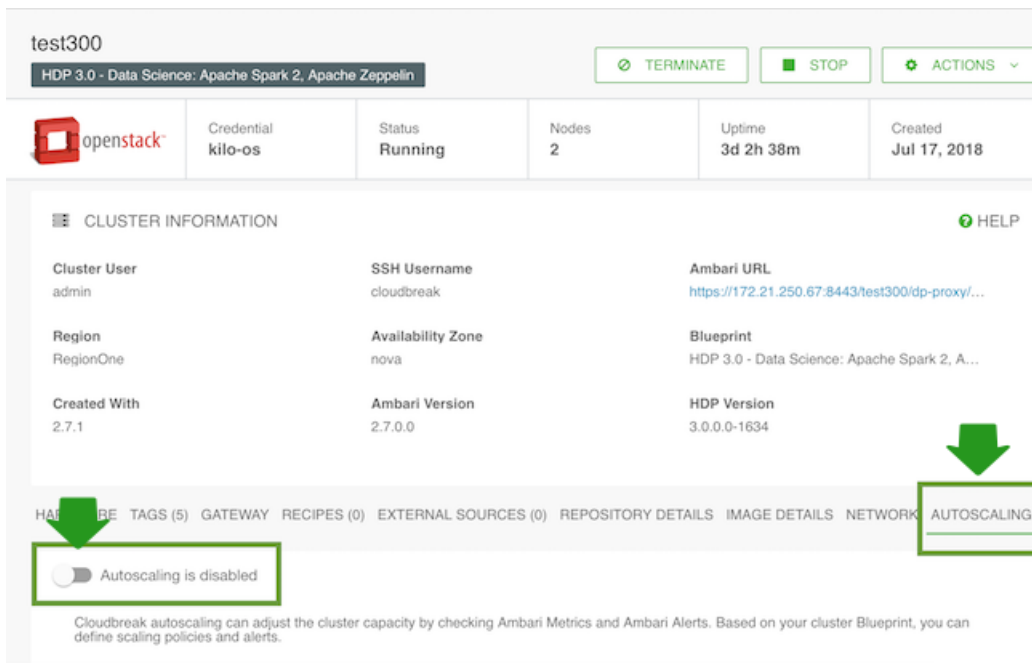 test300
HDP 3.0 - Data Science: Apache Spark 2, Apache Zeppelin
TERMINATE
STOP
ACTIONS
openstack
Credential
kilo-os
Status
Running
Nodes
2
Uptime
3d 2h 38m
Created
Jul 17, 2018
CLUSTER INFORMATION
HELP
Cluster User
admin
SSH Username
cloudbreak
Ambari URL
https://172.21.250.67:8443/test300/dp-proxy/...
Region
RegionOne
Availability Zone
nova
Blueprint
HDP 3.0 - Data Science: Apache Spark 2, A...
Created With
2.7.1
Ambari Version
2.7.0.0
HDP Version
3.0.0.0-1634
TAGS (5) GATEWAY RECIPES (0) EXTERNAL SOURCES (0) REPOSITORY DETAILS IMAGE DETAILS NETWORK AUTOSCALING
Autoscaling is disabled
Cloudbreak autoscaling can adjust the cluster capacity by checking Ambari Metrics and Ambari Alerts. Based on your cluster Blueprint, you can
define scaling policies and alerts.